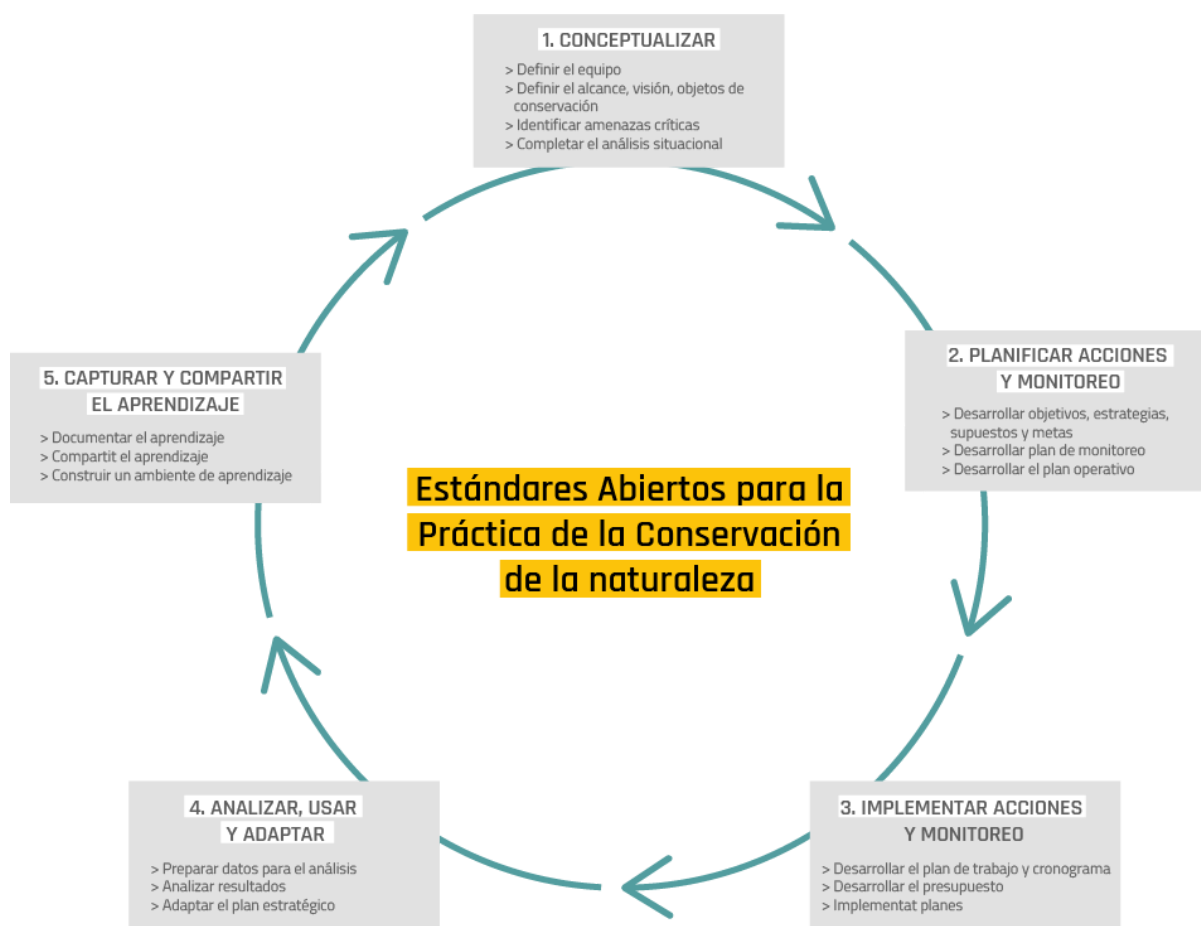 1. CONCEPTUALIZAR
> Definir el equipo
> Definir el alcance, visión, objetos de
conservación
> Identificar amenazas críticas
> Completar el análisis situacional
2. PLANIFICAR ACCIONES
Y MONITOREO
> Desarrollar objetivos, estrategias,
supuestos y metas
> Desarrollar plan de monitoreo
> Desarrollar el plan operativo
3. IMPLEMENTAR ACCIONES
Y MONITOREO
> Desarrollar el plan de trabajo y cronograma
> Desarrollar el presupuesto
> Implementat planes
4. ANALIZAR, USAR
Y ADAPTAR
> Preparar datos para el análisis
> Analizar resultados
> Adaptar el plan estratégico
5. CAPTURAR Y COMPARTIR
EL APRENDIZAJE
> Documentar el aprendizaje
> Compartit el aprendizaje
> Construir un ambiente de aprendizaje
Estándares Abiertos para la
Práctica de la Conservación
de la naturaleza